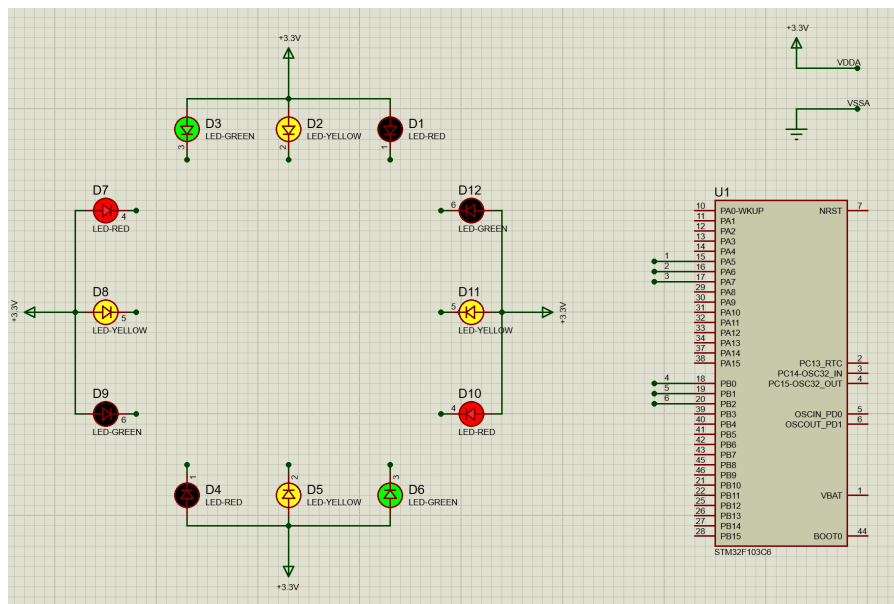 +3.3V
D3
LED-GREEN
3
D2
LED-YELLOW
2
D1
LED-RED
1
+3.3V
VDDA
VSSA
D7
4
LED-RED
D8
5
LED-YELLOW
D9
6
LED-GREEN
+3.3V
D12
6
LED-GREEN
D11
5
LED-YELLOW
D10
4
LED-RED
+3.3V
D4
LED-RED
1
D5
LED-YELLOW
2
D6
LED-GREEN
3
+3.3V
U1
10 PA0-WKUP NRST 7
11 PA1
12 PA2
13 PA3
14 PA4
1 15 PA5
2 16 PA6
3 17 PA7
29 PA8
30 PA9
31 PA10
32 PA11
33 PA12
34 PA13
37 PA14
38 PA15
PC13_RTC 2
PC14-OSC32_IN 3
4 18 PB0 PC15-OSC32_OUT 4
5 19 PB1
6 20 PB2
39 PB3 OSCIN_PD0 5
40 PB4 OSCOUT_PD1 6
41 PB5
42 PB6
43 PB7
45 PB8
46 PB9
21 PB10
22 PB11 VBAT 1
25 PB12
26 PB13
27 PB14
28 PB15 BOOT0 44
STM32F103C6